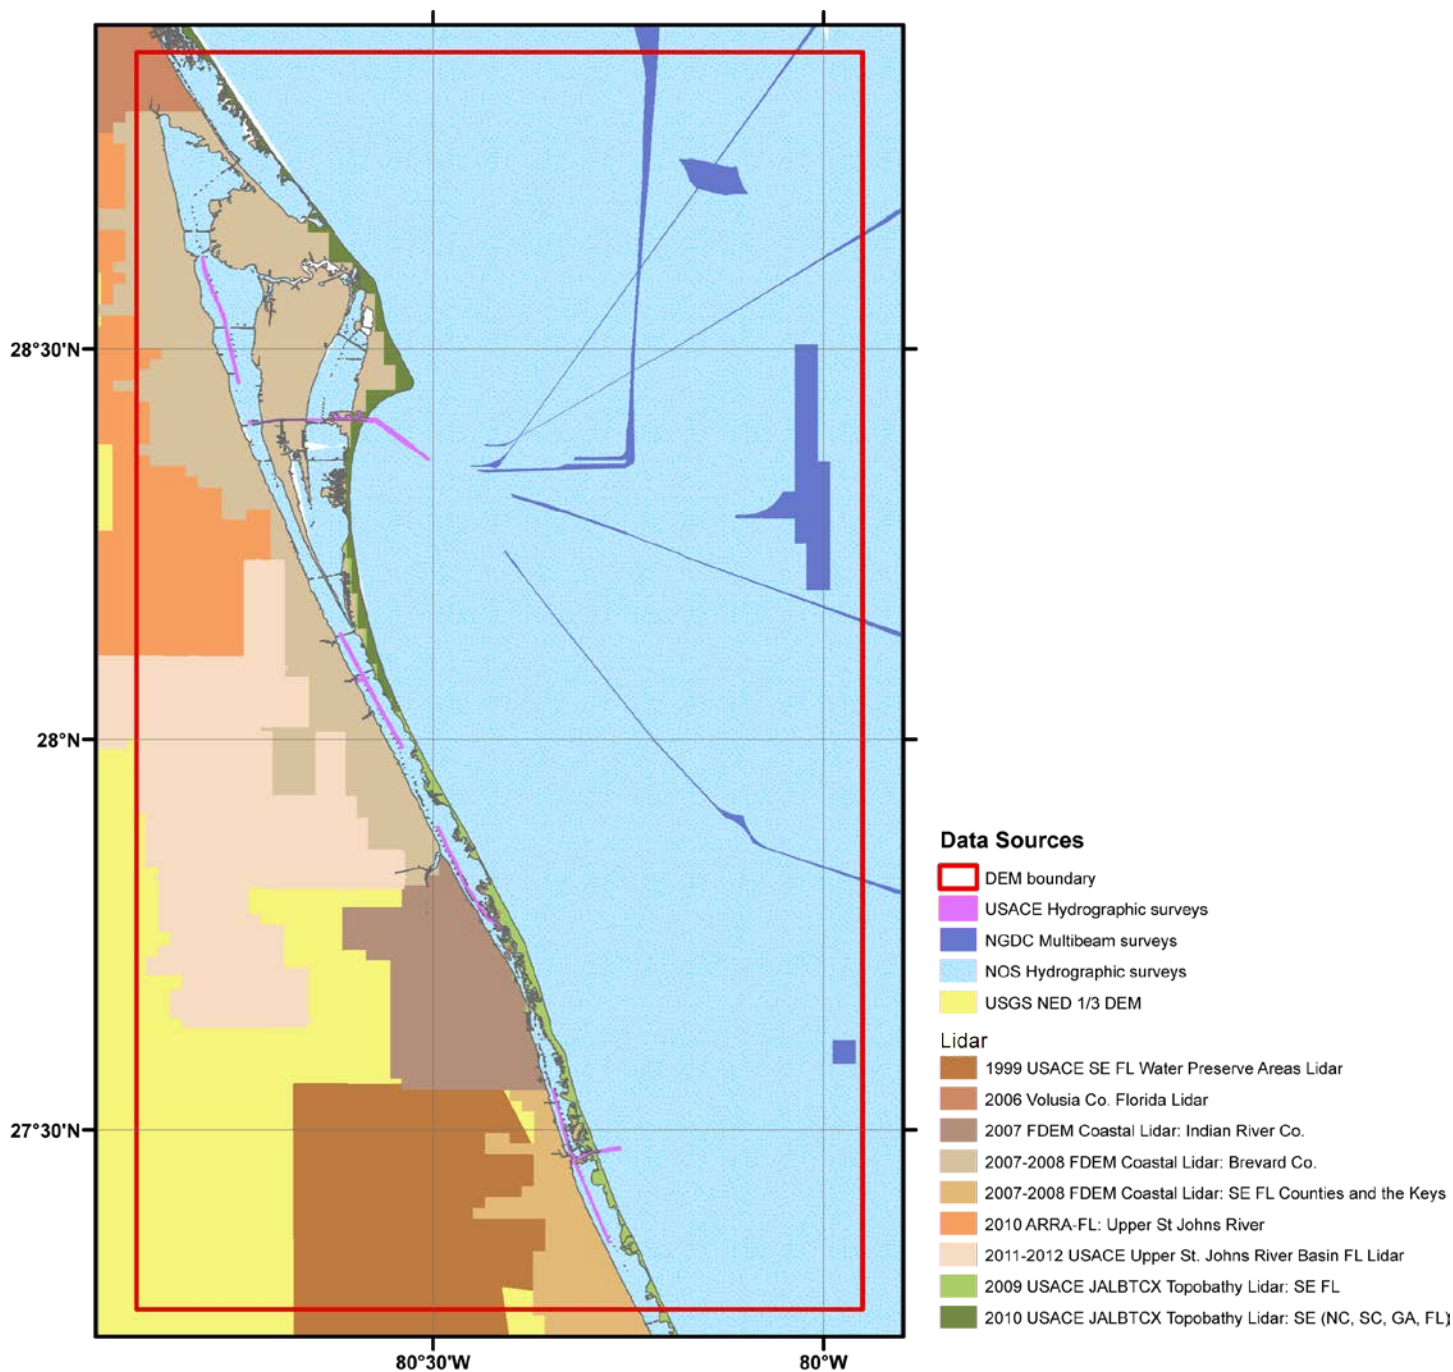 28°30'N
28°N
27°30'N
80°30'W
80°W
Data Sources
DEM boundary
USACE Hydrographic surveys
NGDC Multibeam surveys
NOS Hydrographic surveys
USGS NED 1/3 DEM
Lidar
1999 USACE SE FL Water Preserve Areas Lidar
2006 Volusia Co. Florida Lidar
2007 FDEM Coastal Lidar: Indian River Co.
2007-2008 FDEM Coastal Lidar: Brevard Co.
2007-2008 FDEM Coastal Lidar: SE FL Counties and the Keys
2010 ARRA-FL: Upper St Johns River
2011-2012 USACE Upper St. Johns River Basin FL Lidar
2009 USACE JALBTCX Topobathy Lidar: SE FL
2010 USACE JALBTCX Topobathy Lidar: SE (NC, SC, GA, FL)